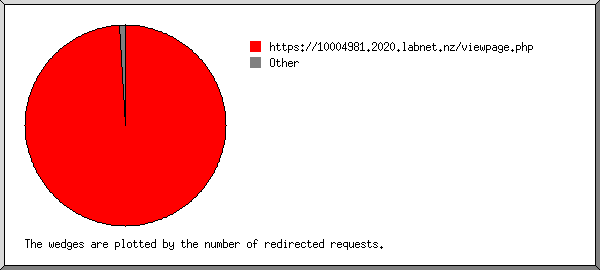 https://10004981.2020.labnet.nz/viewpage.php
Other
The wedges are plotted by the number of redirected requests.